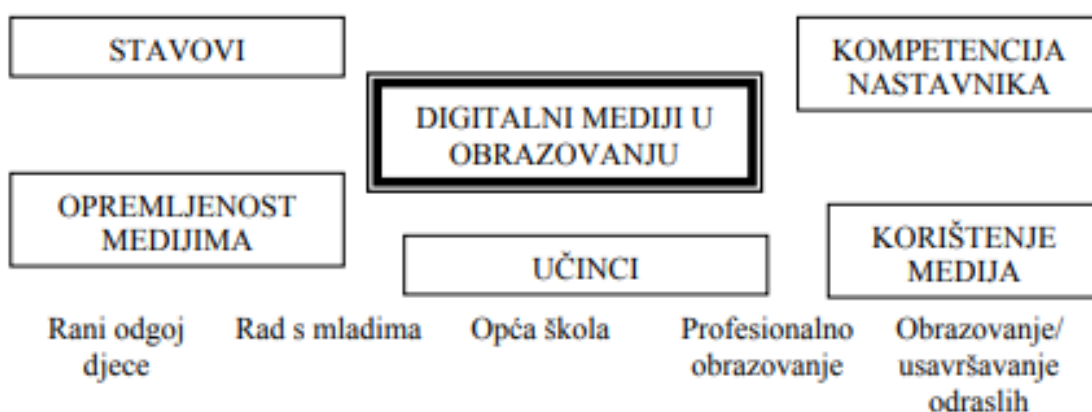 STAVOVI
KOMPETENCIJA
NASTAVNIKA
DIGITALNI MEDIJI U
OBRAZOVANJU
OPREMLJENOST
MEDIJIMA
UČINCI
KORIŠTENJE
MEDIJA
Rani odgoj
djece
Rad s mladima
Opća škola
Profesionalno
obrazovanje
Obrazovanje/
usavršavanje
odraslih